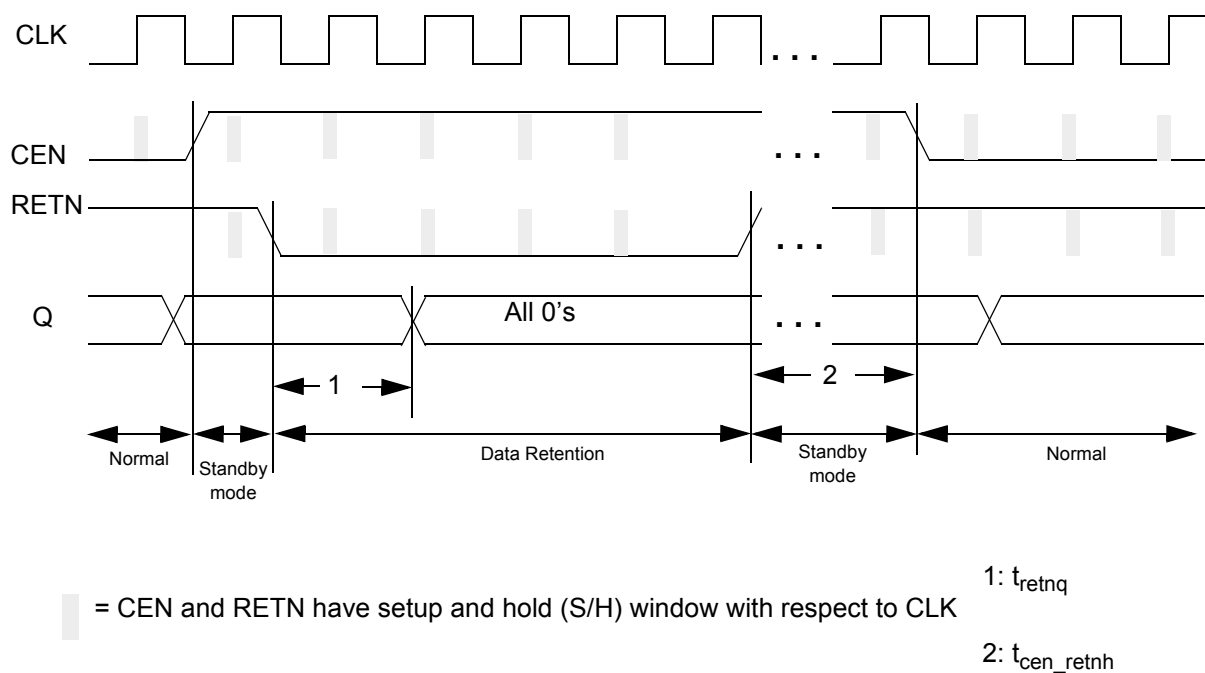 CLK
. . .
CEN
. . .
RETN
. . .
Q
All 0's
. . .
1
2
Normal
Standby
mode
Data Retention
Standby
mode
Normal
= CEN and RETN have setup and hold (S/H) window with respect to CLK
1: tretnq
2: tcen_retnh